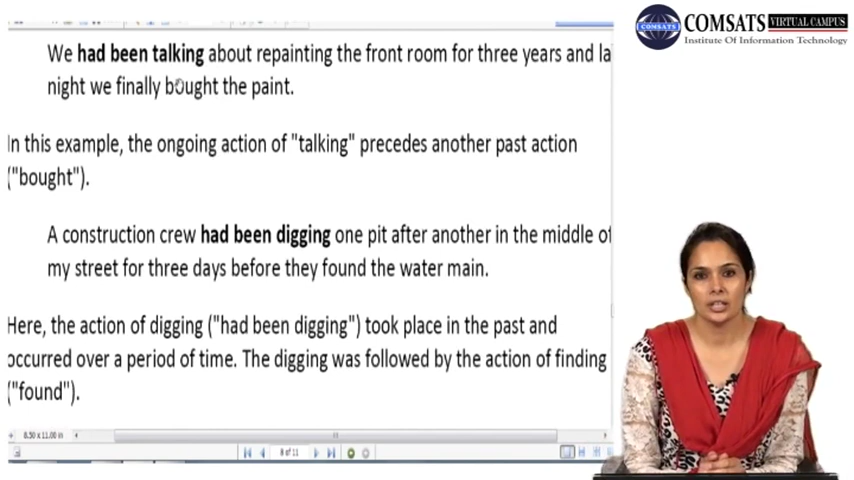 COMSATS VIRTUAL CAMPUS
Institute Of Information Technology
COMSATS
We had been talking about repainting the front room for three years and la
night we finally bought the paint.
In this example, the ongoing action of "talking" precedes another past action
("bought").
A construction crew had been digging one pit after another in the middle of
my street for three days before they found the water main.
Here, the action of digging ("had been digging") took place in the past and
occurred over a period of time. The digging was followed by the action of finding
("found").
8.50 x 11.00 in
8 of 11